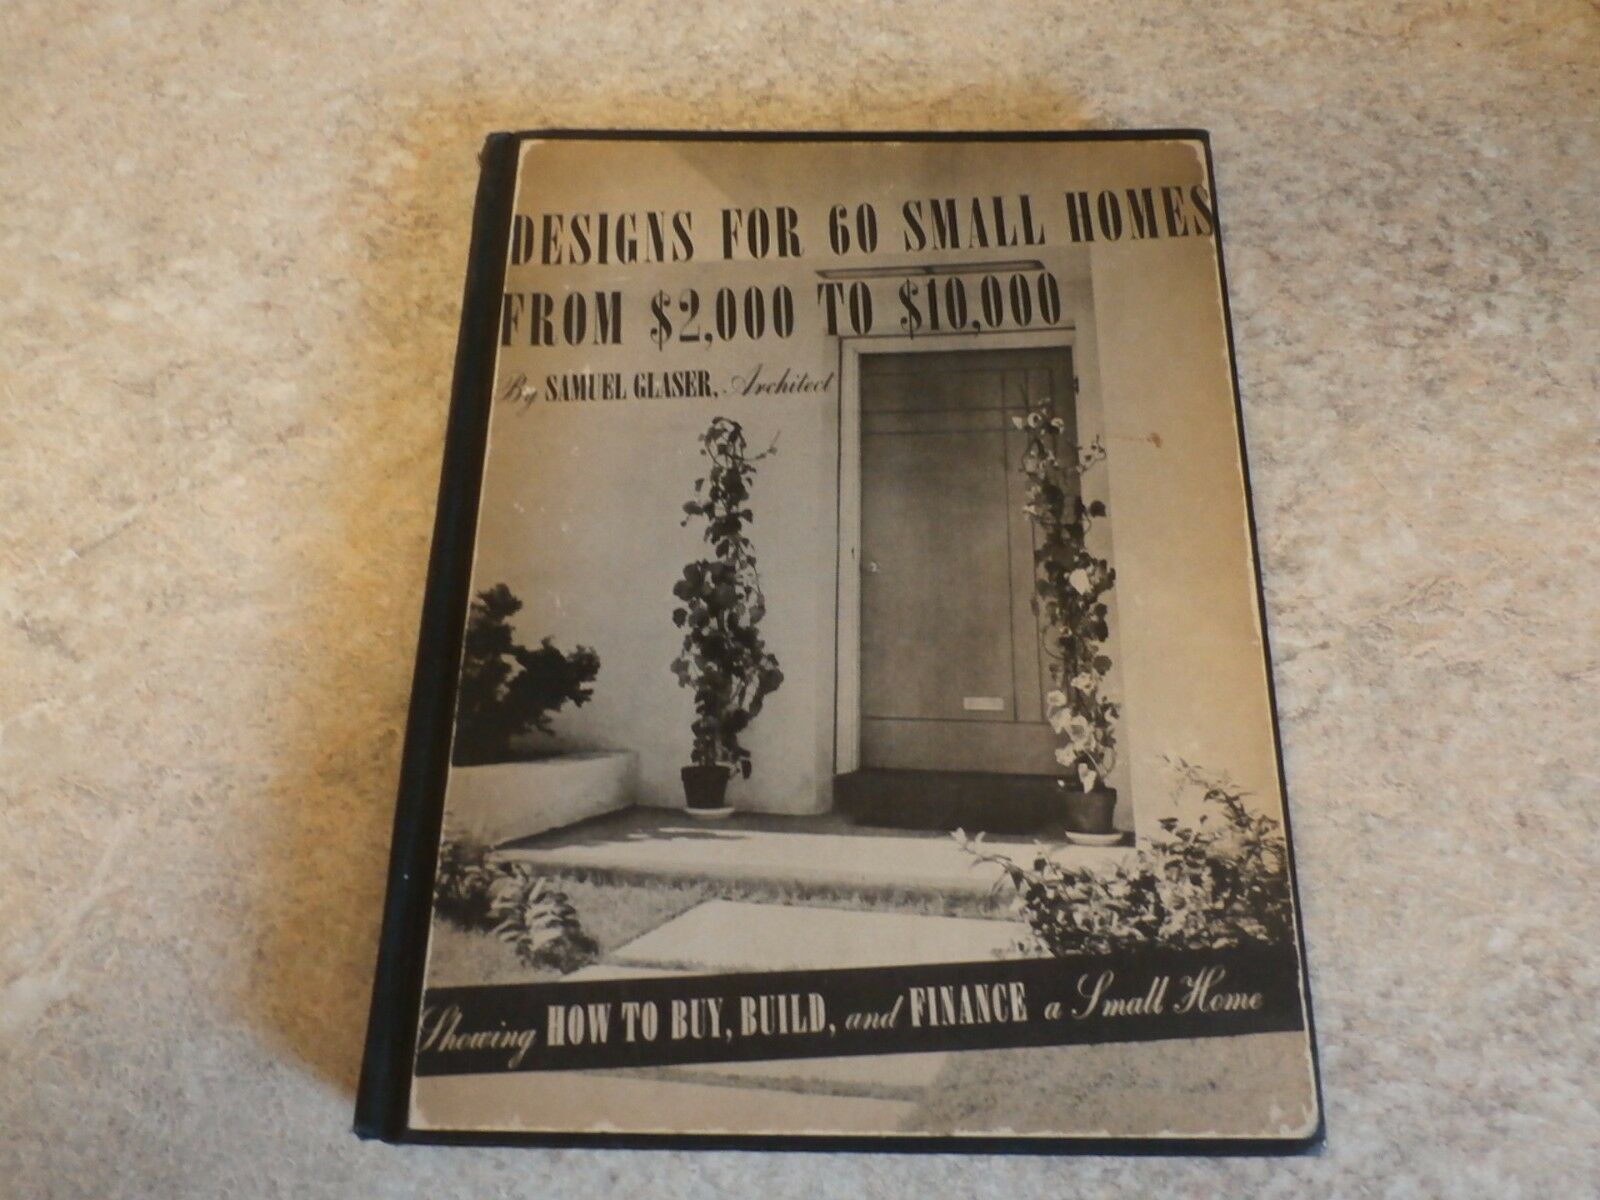 DESIGNS FOR 60 SMALL HOMES
FROM $2,000 TO $10,000
By SAMUEL GLASER, Architect
Showing HOW TO BUY, BUILD, and FINANCE a Small Home